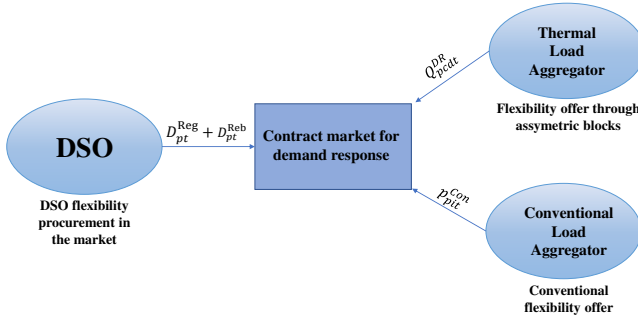 Thermal
Load
Aggregator
Q_{pcdt}^{DR}
Flexibility offer through
assymetric blocks
D_{pt}^{Reg} + D_{pt}^{Reb}
DSO
Contract market for
demand response
DSO flexibility
procurement in
the market
p_{pit}^{Con}
Conventional
Load
Aggregator
Conventional
flexibility offer